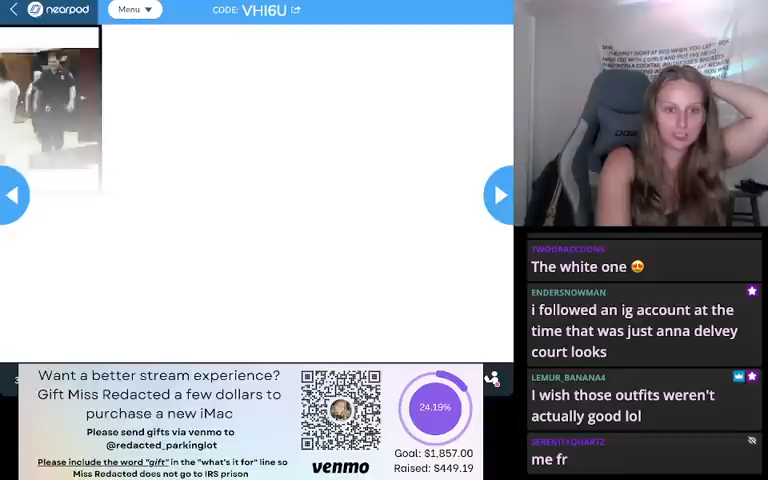 nearpod
Menu
CODE: VHI6U
Want a better stream experience?
Gift Miss Redacted a few dollars to
purchase a new iMac
Please send gifts via venmo to
@redacted_parkinglot
Please include the word "gift" in the "what's it for" line so
Miss Redacted does not go to IRS prison
venmo
24.19%
Goal: $1,857.00
Raised: $449.19
TWOORACCOONS
The white one
ENDERSNOWMAN
i followed an ig account at the
time that was just anna delvey
court looks
LEMUR_BANANA4
I wish those outfits weren't
actually good lol
SERENITYQUARTZ
me fr